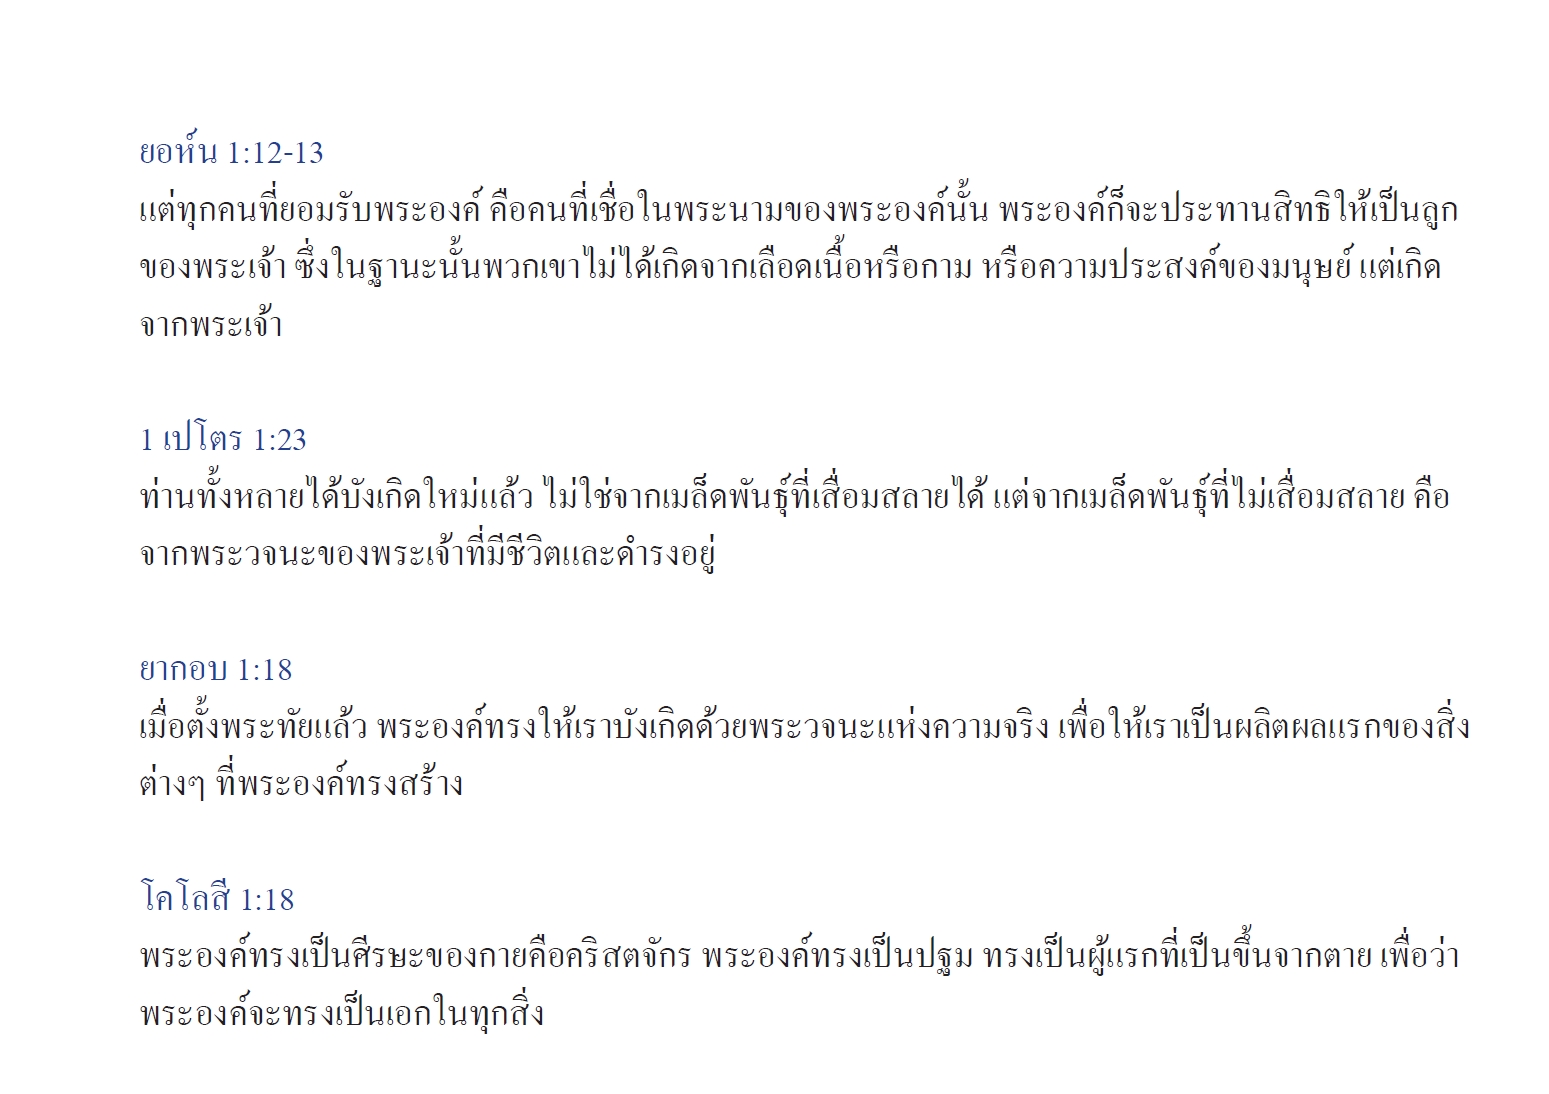 ยอห์น 1:12-13
แต่ทุกคนที่ยอมรับพระองค์ คือคนที่เชื่อในพระนามของพระองค์นั้น พระองค์ก็จะประทานสิทธิให้เป็นลูก
ของพระเจ้า ซึ่งในฐานะนั้นพวกเขาไม่ได้เกิดจากเลือดเนื้อหรือกาม หรือความประสงค์ของมนุษย์ แต่เกิด
จากพระเจ้า
1 เปโตร 1:23
ท่านทั้งหลายได้บังเกิดใหม่แล้ว ไม่ใช่จากเมล็ดพันธุ์ที่เสื่อมสลายได้ แต่จากเมล็ดพันธุ์ที่ไม่เสื่อมสลาย คือ
จากพระวจนะของพระเจ้าที่มีชีวิตและดำรงอยู่
ยากอบ 1:18
เมื่อตั้งพระทัยแล้ว พระองค์ทรงให้เราบังเกิดด้วยพระวจนะแห่งความจริง เพื่อให้เราเป็นผลิตผลแรกของสิ่ง
ต่างๆ ที่พระองค์ทรงสร้าง
โคโลสี 1:18
พระองค์ทรงเป็นศีรษะของกายคือคริสตจักร พระองค์ทรงเป็นปฐม ทรงเป็นผู้แรกที่เป็นขึ้นจากตาย เพื่อว่า
พระองค์จะทรงเป็นเอกในทุกสิ่ง